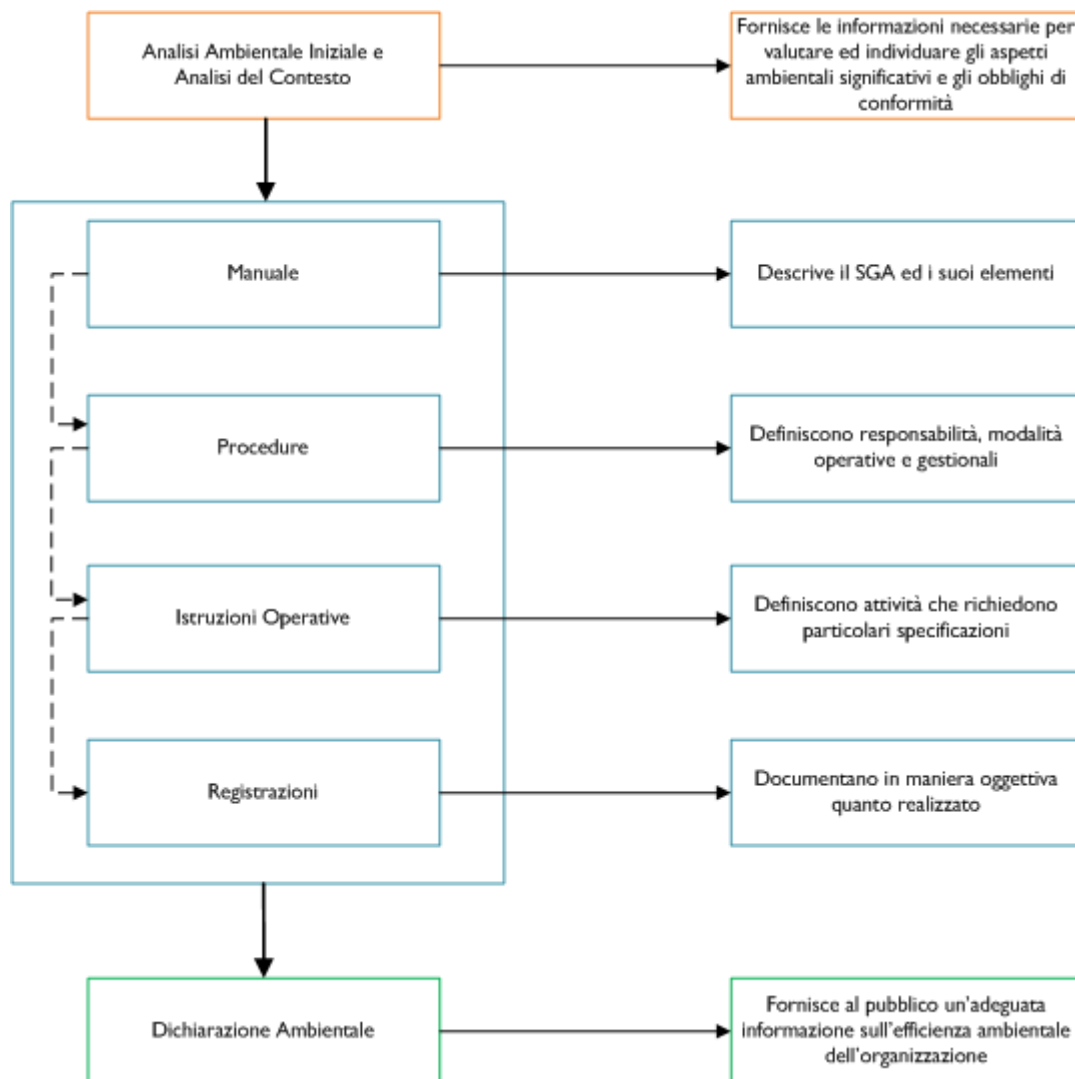 Analisi Ambientale Iniziale e
Analisi del Contesto
Fornisce le informazioni necessarie per
valutare ed individuare gli aspetti
ambientali significativi e gli obblighi di
conformità
Manuale
Descrive il SGA ed i suoi elementi
Procedure
Definiscono responsabilità, modalità
operative e gestionali
Istruzioni Operative
Definiscono attività che richiedono
particolari specificazioni
Registrazioni
Documentano in maniera oggettiva
quanto realizzato
Dichiarazione Ambientale
Fornisce al pubblico un'adeguata
informazione sull'efficienza ambientale
dell'organizzazione